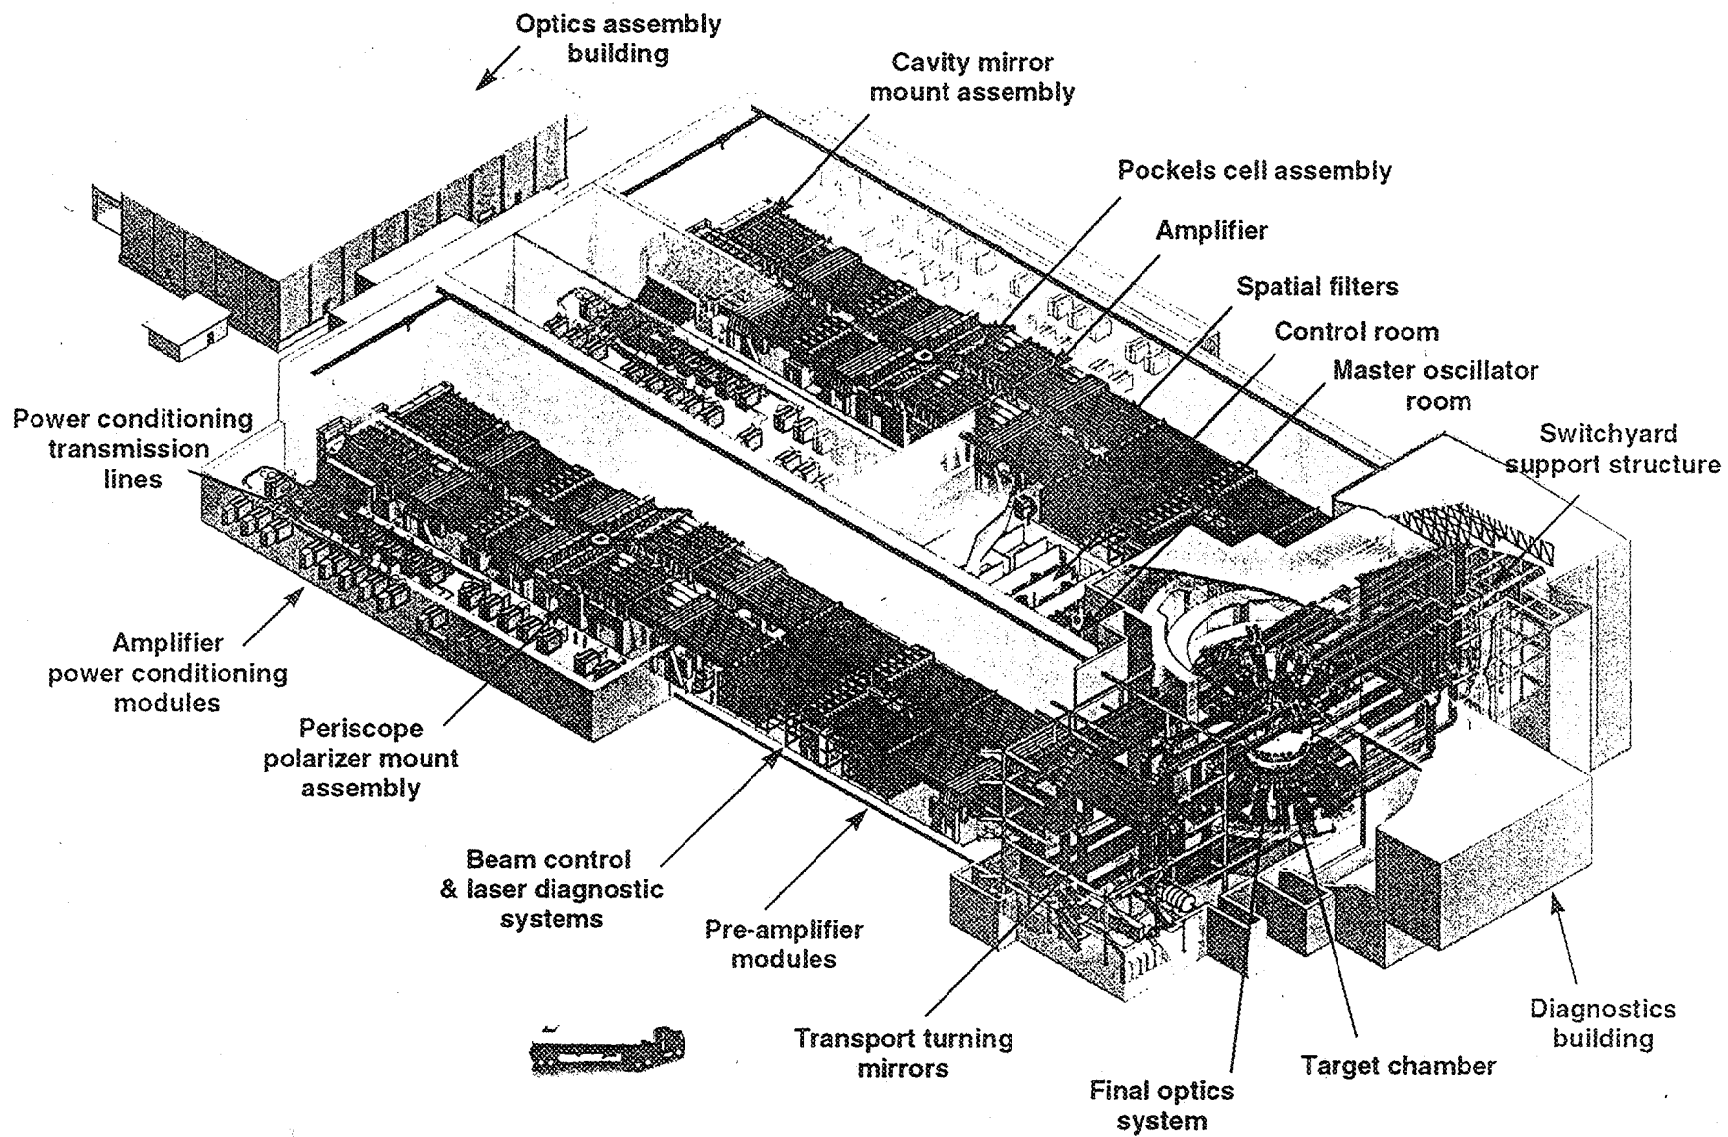 Optics assembly
building
Cavity mirror
mount assembly
Pockels cell assembly
Amplifier
Spatial filters
Control room
Master oscillator
room
Switchyard
support structure
Power conditioning
transmission
lines
Amplifier
power conditioning
modules
Periscope
polarizer mount
assembly
Beam control
& laser diagnostic
systems
Pre-amplifier
modules
Transport turning
mirrors
Final optics
system
Target chamber
Diagnostics
building